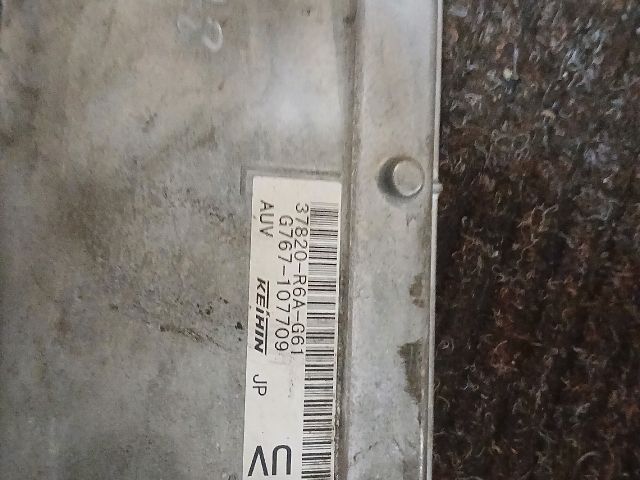 37820-R6A-G61
G767-107709
AUV KEiHIN JP
UV